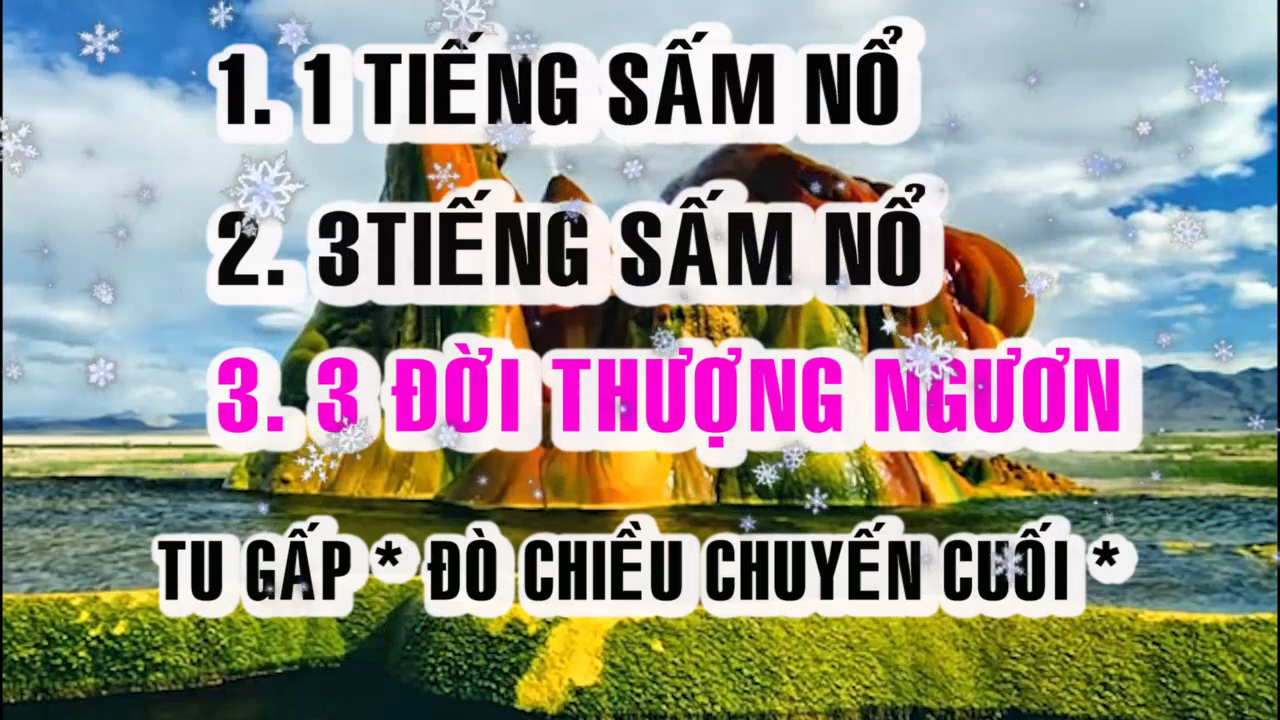 1. 1 TIẾNG SẤM NỔ
2. 3TIẾNG SẤM NỔ
3. 3 ĐỜI THƯỢNG NGƯƠN
TU GẤP * ĐÒ CHIỀU CHUYẾN CUỐI *